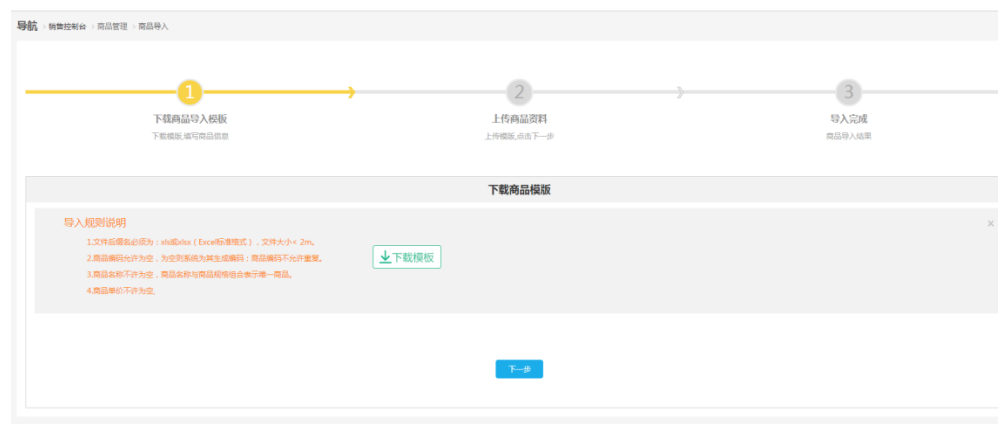 导航 > 销售控制台 > 商品管理 > 商品导入
1
2
3
下载商品导入模板
上传商品资料
导入完成
下载模版,填写商品信息
上传模版,点击下一步
商品导入结果
下载商品模版
导入规则说明
×
1.文件后缀名必须为：xls或xlsx（Excel标准格式），文件大小< 2m。
2.商品编码允许为空，为空则系统为其生成编码；商品编码不允许重复。
下载模板
3.商品名称不许为空，商品名称与商品规格组合表示唯一商品。
4.商品单价不许为空.
下一步